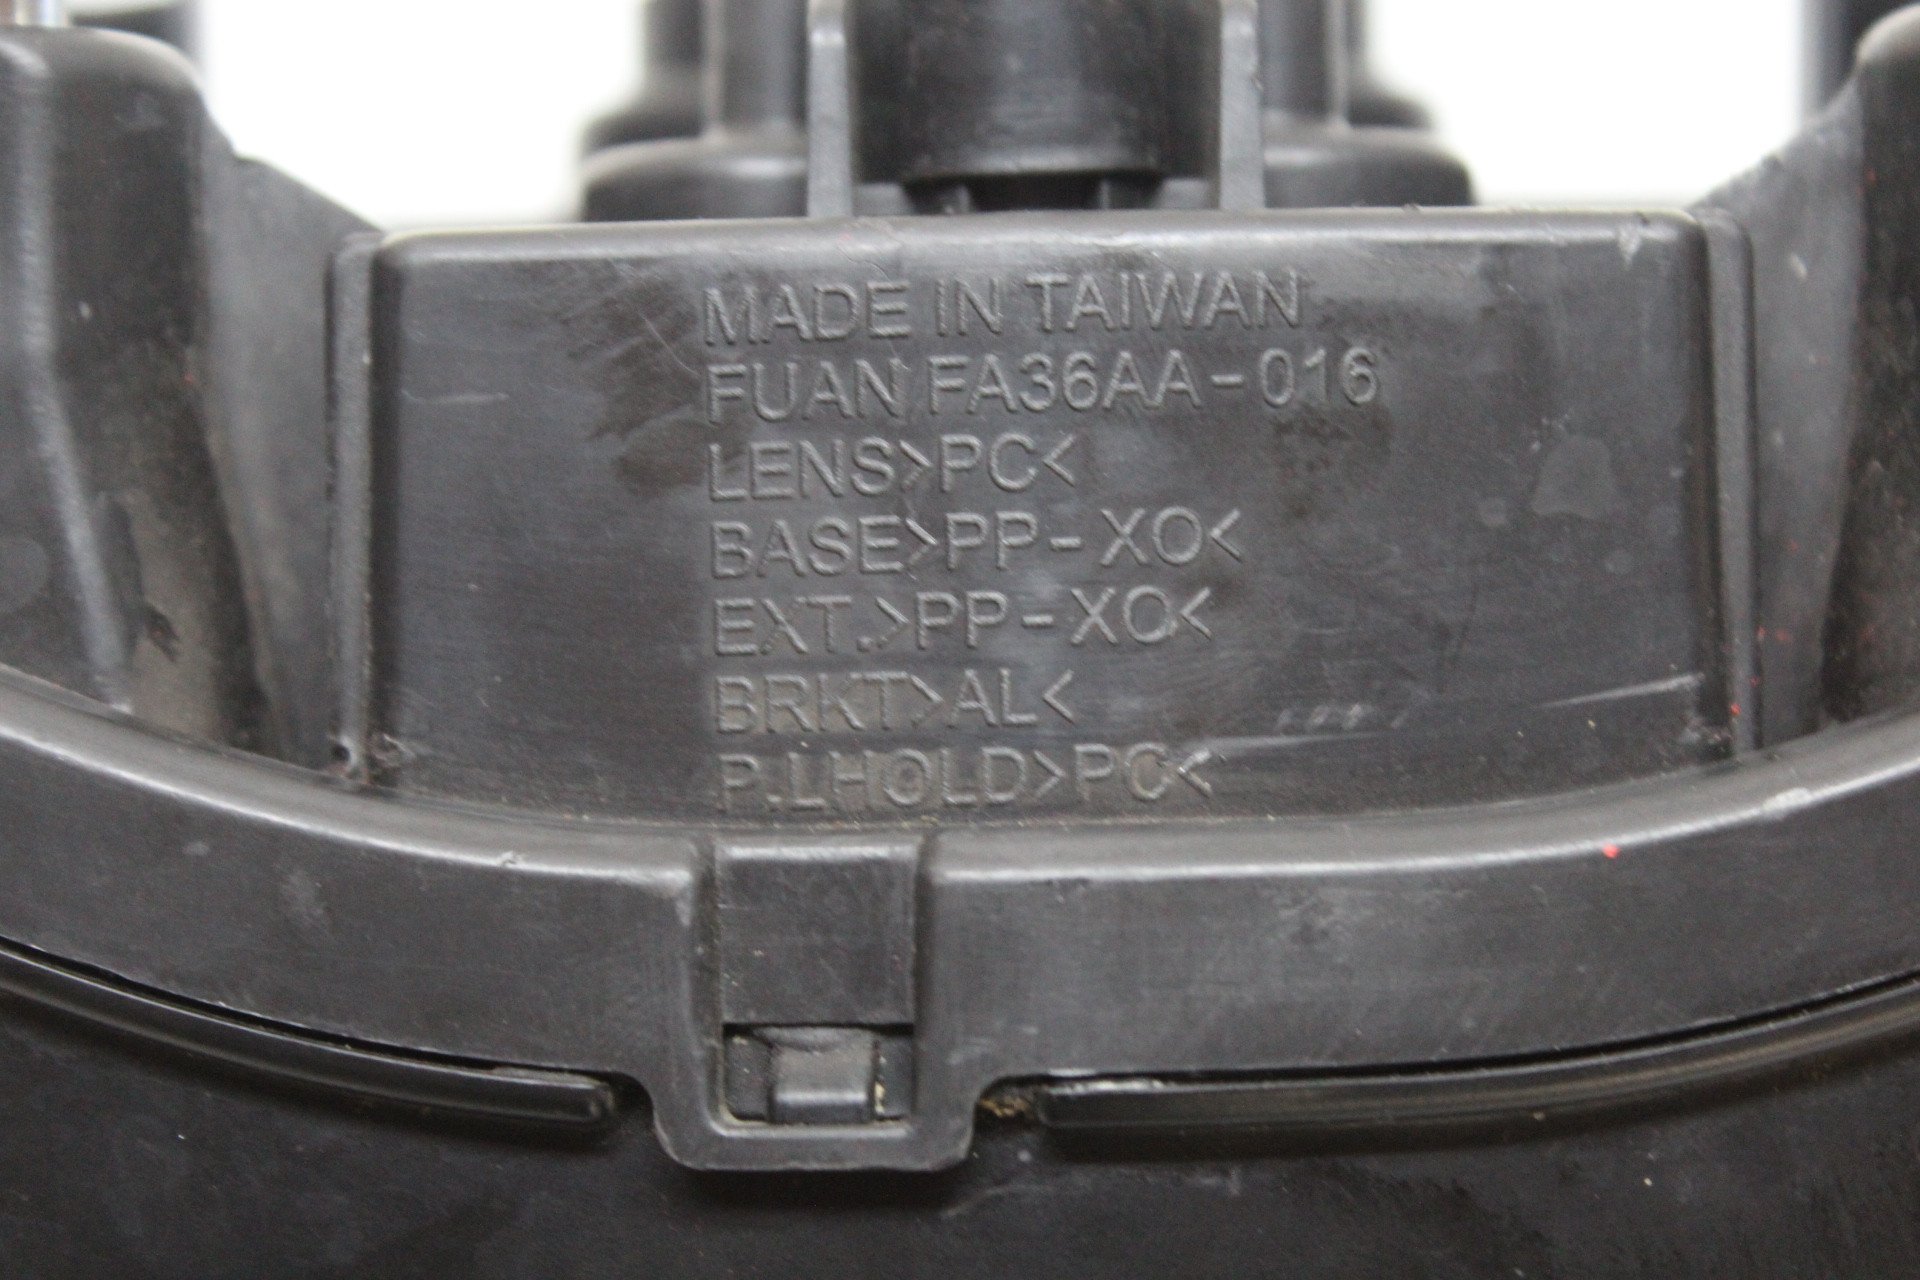 MADE IN TAIWAN
FUAN FA36AA-016
LENS>PC<
BASE>PP-XO<
EXT.>PP-XO<
BRKT>AL<
P.LHOLD>PC<